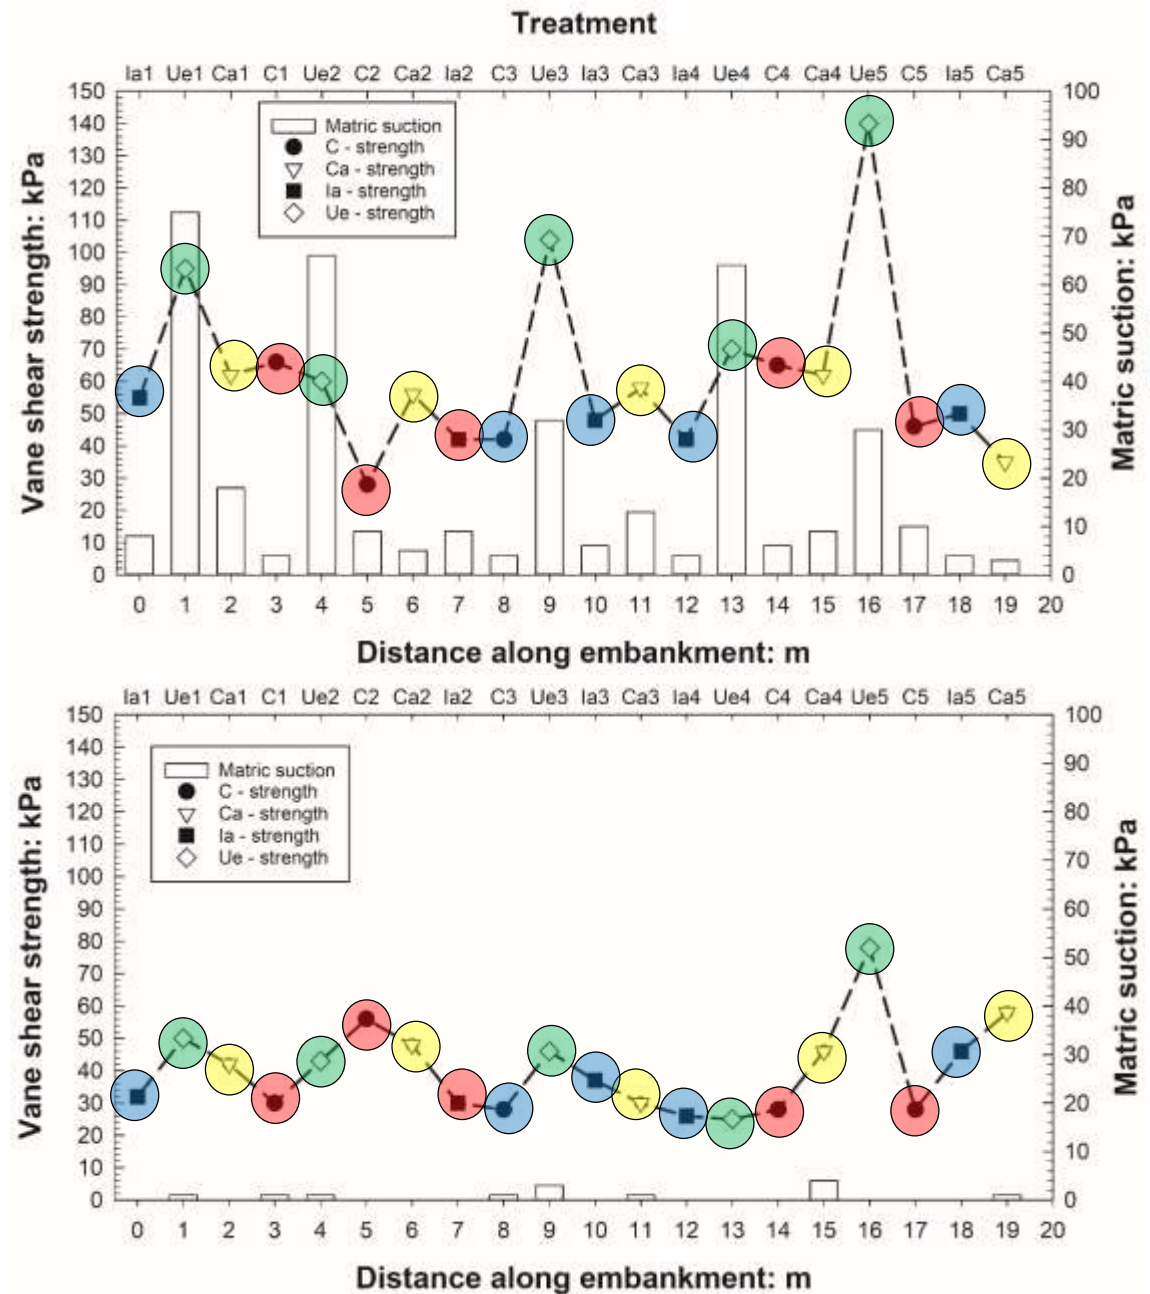 Treatment
Ia1 Ue1 Ca1 C1 Ue2 C2 Ca2 Ia2 C3 Ue3 Ia3 Ca3 Ia4 Ue4 C4 Ca4 Ue5 C5 Ia5 Ca5
150
140
130
120
110
100
90
80
70
60
50
40
30
20
10
0
Vane shear strength: kPa
Matric suction
C - strength
Ca - strength
Ia - strength
Ue - strength
100
90
80
70
60
50
40
30
20
10
0
Matric suction: kPa
0 1 2 3 4 5 6 7 8 9 10 11 12 13 14 15 16 17 18 19 20
Distance along embankment: m
Ia1 Ue1 Ca1 C1 Ue2 C2 Ca2 Ia2 C3 Ue3 Ia3 Ca3 Ia4 Ue4 C4 Ca4 Ue5 C5 Ia5 Ca5
150
140
130
120
110
100
90
80
70
60
50
40
30
20
10
0
Vane shear strength: kPa
Matric suction
C - strength
Ca - strength
Ia - strength
Ue - strength
100
90
80
70
60
50
40
30
20
10
0
Matric suction: kPa
0 1 2 3 4 5 6 7 8 9 10 11 12 13 14 15 16 17 18 19 20
Distance along embankment: m